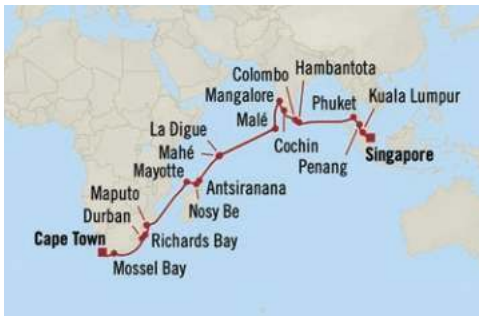 Colombo
Hambantota
Mangalore
Phuket
Kuala Lumpur
La Digue
Malé
Mahé
Cochin
Penang
Singapore
Mayotte
Antsiranana
Maputo
Nosy Be
Durban
Cape Town
Richards Bay
Mossel Bay